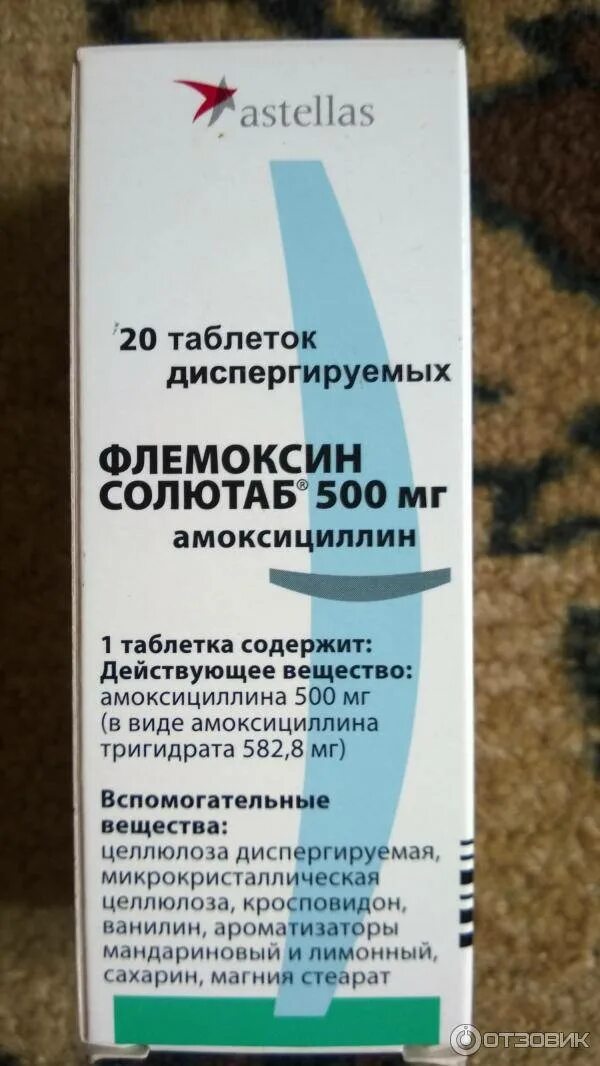 astellas
20 таблеток
диспергируемых
ФЛЕМОКСИН
СОЛЮТАБ® 500 мг
амоксициллин
1 таблетка содержит:
Действующее вещество:
амоксициллина 500 мг
(в виде амоксициллина
тригидрата 582,8 мг)
Вспомогательные
вещества:
целлюлоза диспергируемая,
микрокристаллическая
целлюлоза, кросповидон,
ванилин, ароматизаторы
мандариновый и лимонный,
сахарин, магния стеарат
ОТЗОВИК